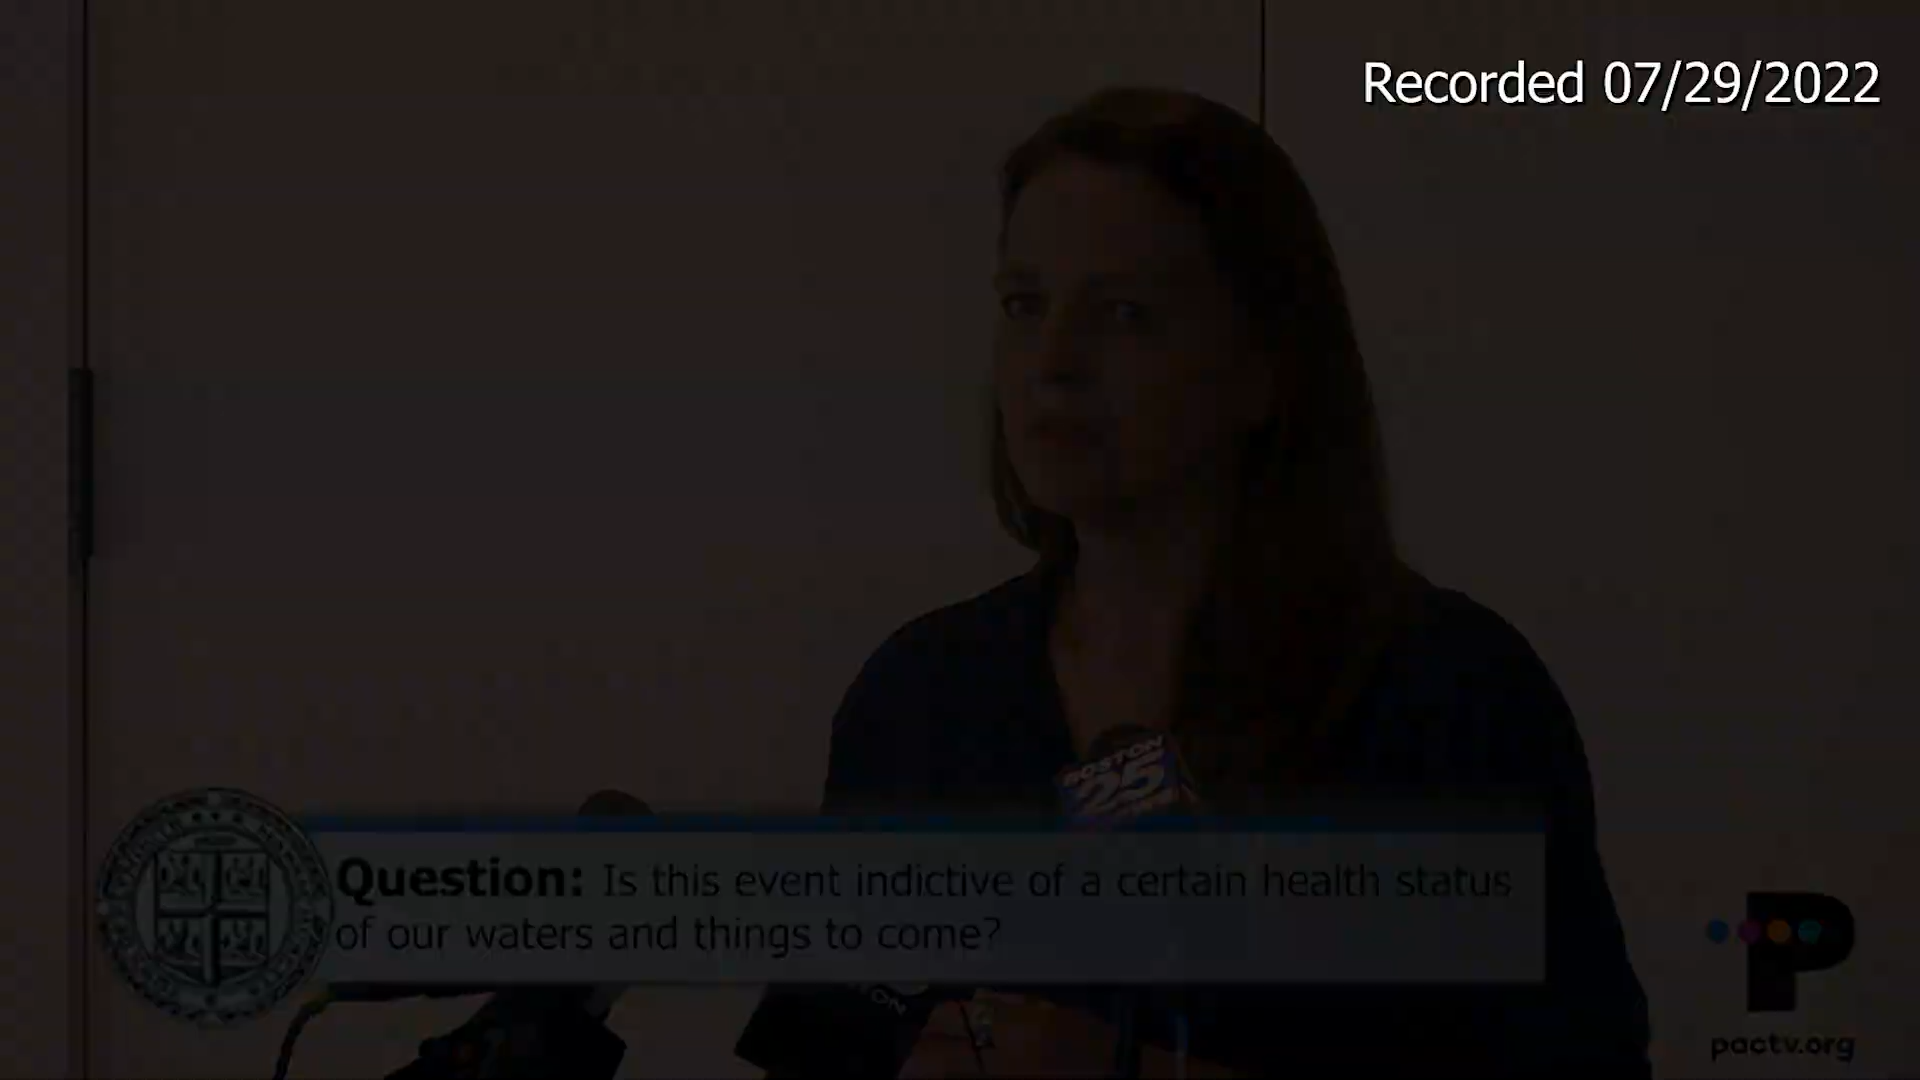 Recorded 07/29/2022
BOSTON
25
Question: Is this event indictive of a certain health status
of our waters and things to come?
P
pactv.org